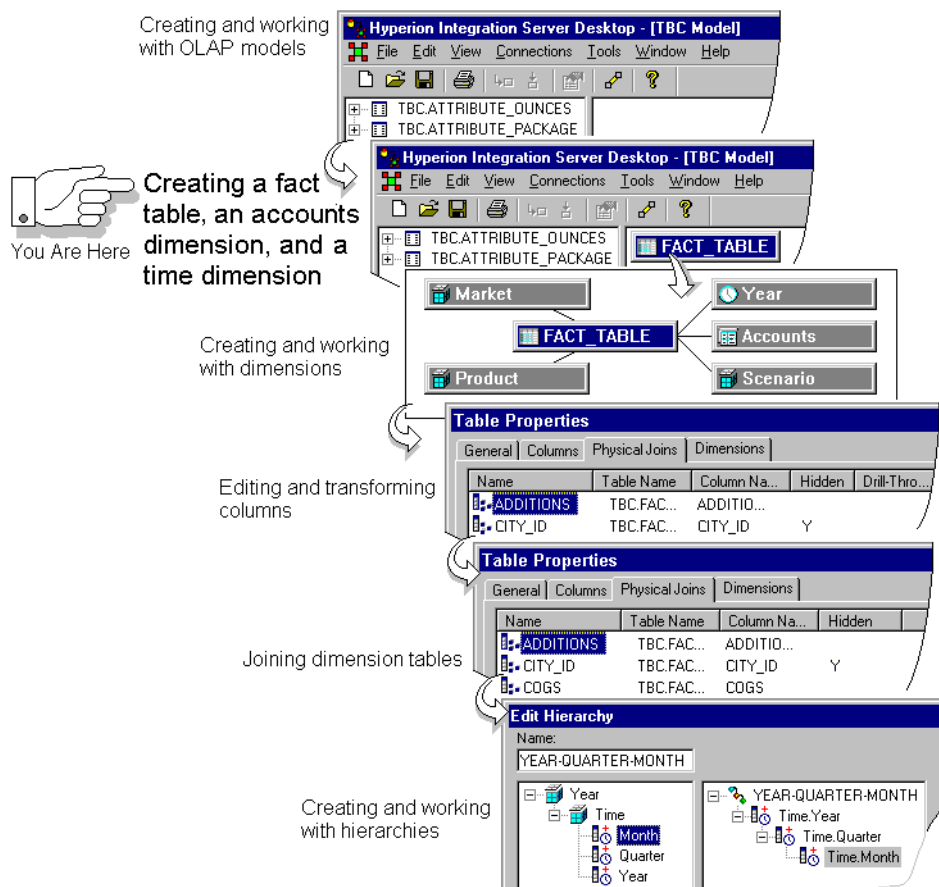 Creating and working
with OLAP models
Hyperion Integration Server Desktop - [TBC Model]
File Edit View Connections Tools Window Help
TBC.ATTRIBUTE_OUNCES
TBC.ATTRIBUTE_PACKAGE
You Are Here
Creating a fact
table, an accounts
dimension, and a
time dimension
Hyperion Integration Server Desktop - [TBC Model]
File Edit View Connections Tools Window Help
TBC.ATTRIBUTE_OUNCES
TBC.ATTRIBUTE_PACKAGE
FACT_TABLE
Creating and working
with dimensions
Market
Year
FACT_TABLE
Accounts
Product
Scenario
Editing and transforming
columns
Table Properties
General Columns Physical Joins Dimensions
Name Table Name Column Na... Hidden Drill-Thro...
ADDITIONS TBC.FAC... ADDITIO...
CITY_ID TBC.FAC... CITY_ID Y
Joining dimension tables
Table Properties
General Columns Physical Joins Dimensions
Name Table Name Column Na... Hidden
ADDITIONS TBC.FAC... ADDITIO...
CITY_ID TBC.FAC... CITY_ID Y
COGS TBC.FAC... COGS
Creating and working
with hierarchies
Edit Hierarchy
Name:
YEAR-QUARTER-MONTH
Year
Time
Month
Quarter
Year
YEAR-QUARTER-MONTH
Time.Year
Time.Quarter
Time.Month